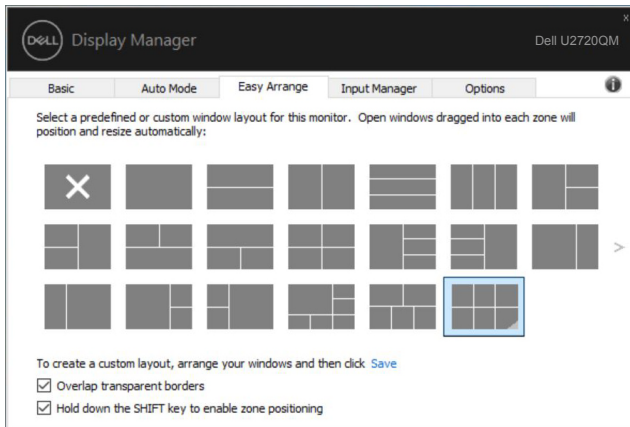 x
DELL Display Manager
Dell U2720QM
Basic Auto Mode Easy Arrange Input Manager Options
Select a predefined or custom window layout for this monitor. Open windows dragged into each zone will
position and resize automatically:
>
To create a custom layout, arrange your windows and then click Save
Overlap transparent borders
Hold down the SHIFT key to enable zone positioning